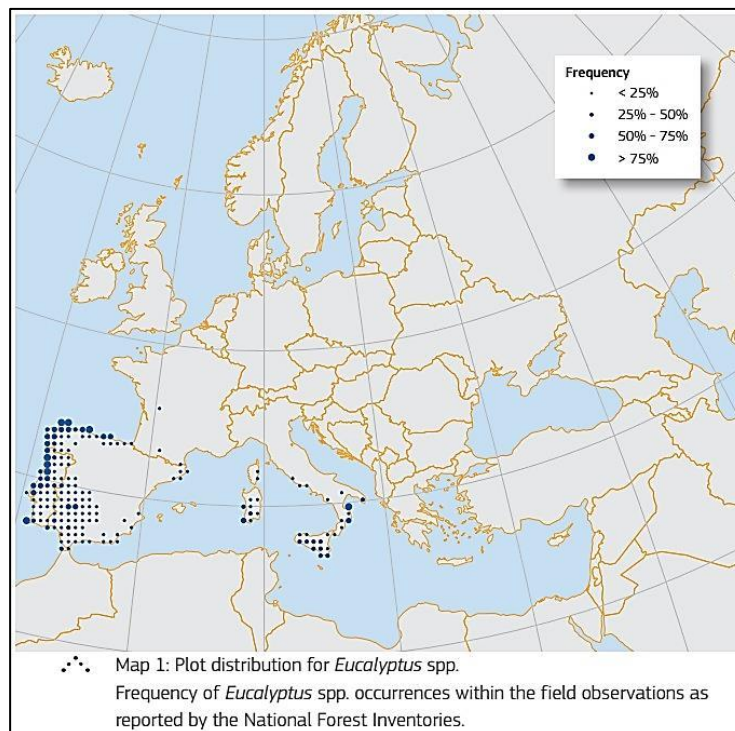 Frequency
< 25%
25% - 50%
50% - 75%
> 75%
Map 1: Plot distribution for Eucalyptus spp.
Frequency of Eucalyptus spp. occurrences within the field observations as
reported by the National Forest Inventories.